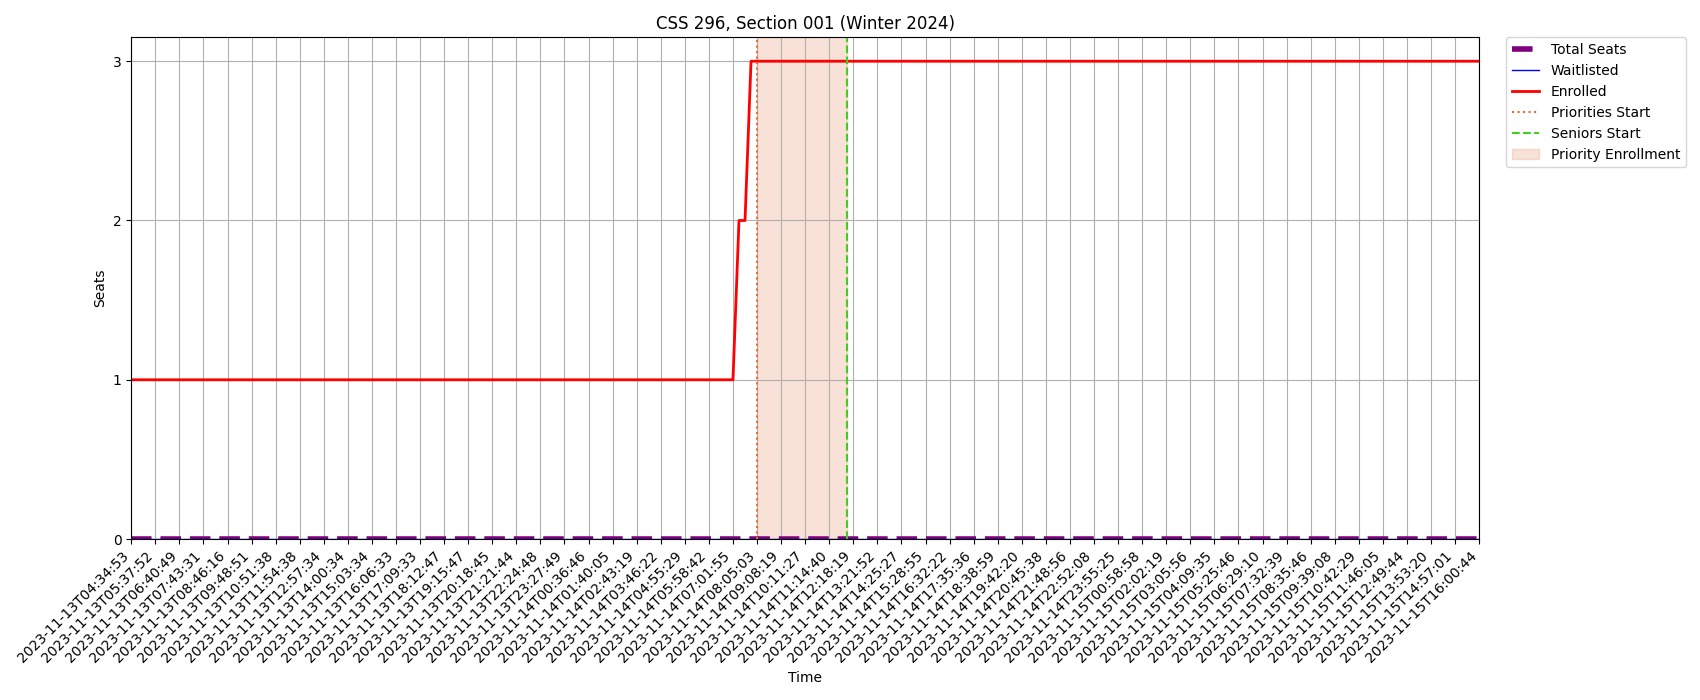 CSS 296, Section 001 (Winter 2024)
Total Seats
Waitlisted
Enrolled
Priorities Start
Seniors Start
Priority Enrollment
Seats
3
2
1
0
2023-11-13T04:34:53
2023-11-13T05:37:52
2023-11-13T06:40:49
2023-11-13T07:43:31
2023-11-13T08:46:16
2023-11-13T09:48:51
2023-11-13T10:51:38
2023-11-13T11:54:38
2023-11-13T12:57:34
2023-11-13T14:00:34
2023-11-13T15:03:34
2023-11-13T16:06:33
2023-11-13T17:09:33
2023-11-13T18:12:47
2023-11-13T19:15:47
2023-11-13T20:18:45
2023-11-13T21:21:44
2023-11-13T22:24:48
2023-11-13T23:27:49
2023-11-14T00:36:46
2023-11-14T01:40:05
2023-11-14T02:43:19
2023-11-14T03:46:22
2023-11-14T04:55:29
2023-11-14T05:58:42
2023-11-14T07:01:55
2023-11-14T08:05:03
2023-11-14T09:08:19
2023-11-14T10:11:27
2023-11-14T11:14:40
2023-11-14T12:18:19
2023-11-14T13:21:52
2023-11-14T14:25:27
2023-11-14T15:28:55
2023-11-14T16:32:22
2023-11-14T17:35:36
2023-11-14T18:38:59
2023-11-14T19:42:20
2023-11-14T20:45:38
2023-11-14T21:48:56
2023-11-14T22:52:08
2023-11-14T23:55:25
2023-11-15T00:58:58
2023-11-15T02:02:19
2023-11-15T03:05:56
2023-11-15T04:09:35
2023-11-15T05:25:46
2023-11-15T06:29:10
2023-11-15T07:32:39
2023-11-15T08:35:46
2023-11-15T09:39:08
2023-11-15T10:42:29
2023-11-15T11:46:05
2023-11-15T12:49:44
2023-11-15T13:53:20
2023-11-15T14:57:01
2023-11-15T16:00:44
Time